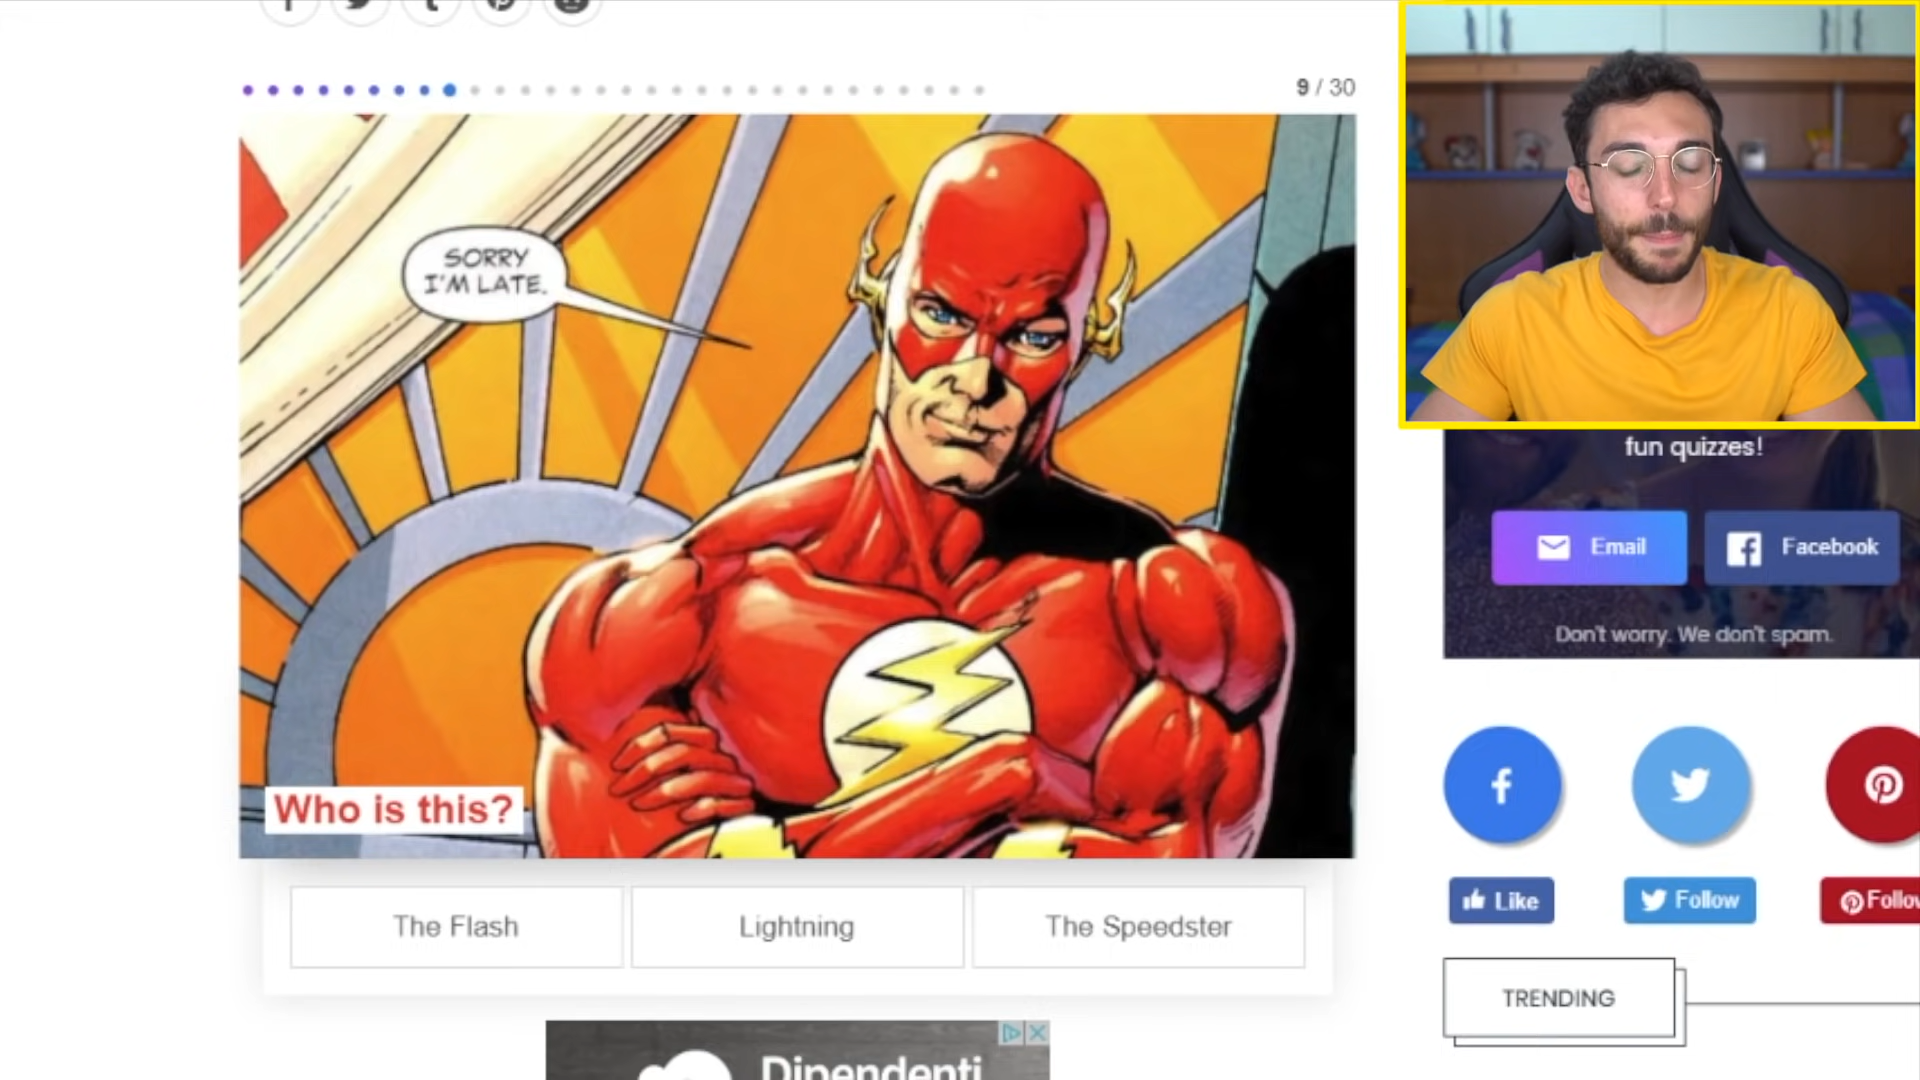 9 / 30
SORRY
I'M LATE.
Who is this?
The Flash
Lightning
The Speedster
Dipendenti
fun quizzes!
Email
Facebook
Don't worry. We don't spam.
Like
Follow
TRENDING